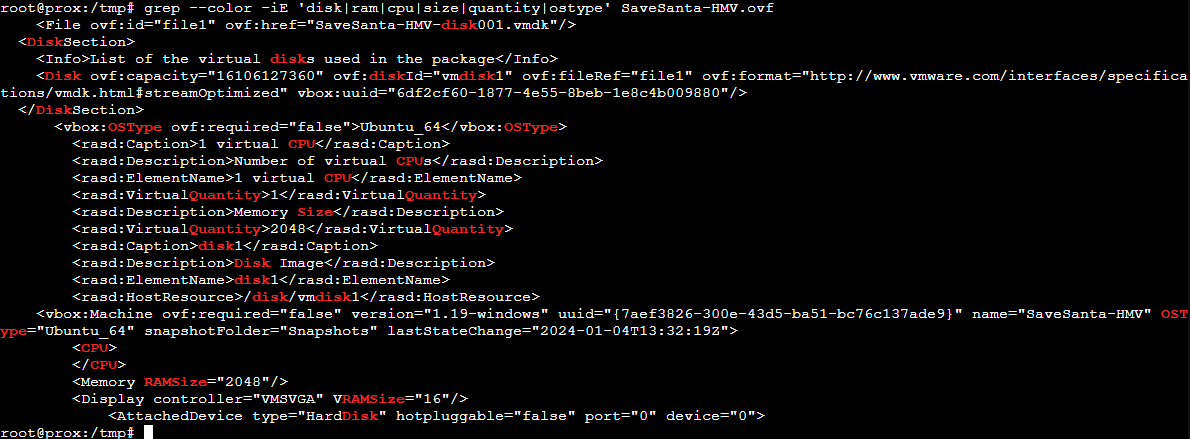 root@prox:/tmp# grep --color -iE 'disk|ram|cpu|size|quantity|ostype' SaveSanta-HMV.ovf
    <File ovf:id="file1" ovf:href="SaveSanta-HMV-disk001.vmdk"/>
  <DiskSection>
    <Info>List of the virtual disks used in the package</Info>
    <Disk ovf:capacity="16106127360" ovf:diskId="vmdisk1" ovf:fileRef="file1" ovf:format="http://www.vmware.com/interfaces/specifica
tions/vmdk.html#streamOptimized" vbox:uuid="6df2cf60-1877-4e55-8beb-1e8c4b009880"/>
  </DiskSection>
      <vbox:OSType ovf:required="false">Ubuntu_64</vbox:OSType>
        <rasd:Caption>1 virtual CPU</rasd:Caption>
        <rasd:Description>Number of virtual CPUs</rasd:Description>
        <rasd:ElementName>1 virtual CPU</rasd:ElementName>
        <rasd:VirtualQuantity>1</rasd:VirtualQuantity>
        <rasd:Description>Memory Size</rasd:Description>
        <rasd:VirtualQuantity>2048</rasd:VirtualQuantity>
        <rasd:Caption>disk1</rasd:Caption>
        <rasd:Description>Disk Image</rasd:Description>
        <rasd:ElementName>disk1</rasd:ElementName>
        <rasd:HostResource>/disk/vmdisk1</rasd:HostResource>
    <vbox:Machine ovf:required="false" version="1.19-windows" uuid="{7aef3826-300e-43d5-ba51-bc76c137ade9}" name="SaveSanta-HMV" OST
ype="Ubuntu_64" snapshotFolder="Snapshots" lastStateChange="2024-01-04T13:32:19Z">
        <CPU>
        </CPU>
        <Memory RAMSize="2048"/>
        <Display controller="VMSVGA" VRAMSize="16"/>
            <AttachedDevice type="HardDisk" hotpluggable="false" port="0" device="0">
root@prox:/tmp#